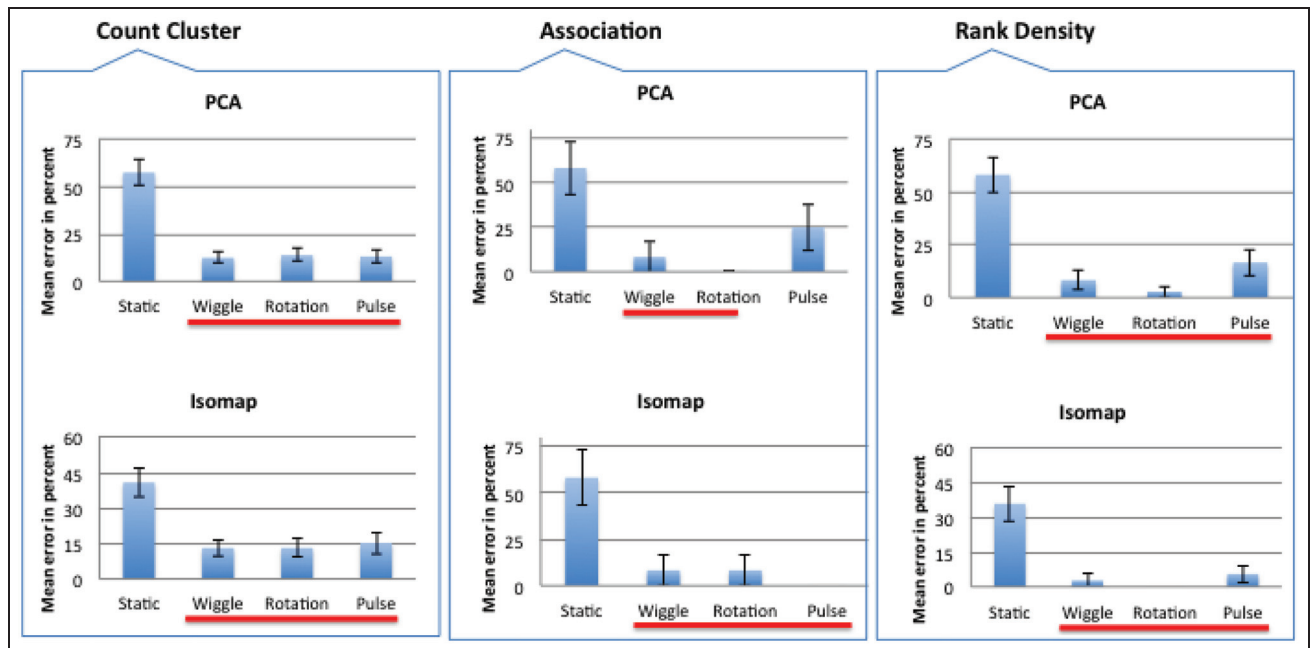 Count Cluster
PCA
Mean error in percent
75
50
25
0
Static Wiggle Rotation Pulse
Isomap
Mean error in percent
60
45
30
15
0
Static Wiggle Rotation Pulse
Association
PCA
Mean error in percent
75
50
25
0
Static Wiggle Rotation Pulse
Isomap
Mean error in percent
75
50
25
0
Static Wiggle Rotation Pulse
Rank Density
PCA
Mean error in percent
75
50
25
0
Static Wiggle Rotation Pulse
Isomap
Mean error in percent
60
45
30
15
0
Static Wiggle Rotation Pulse